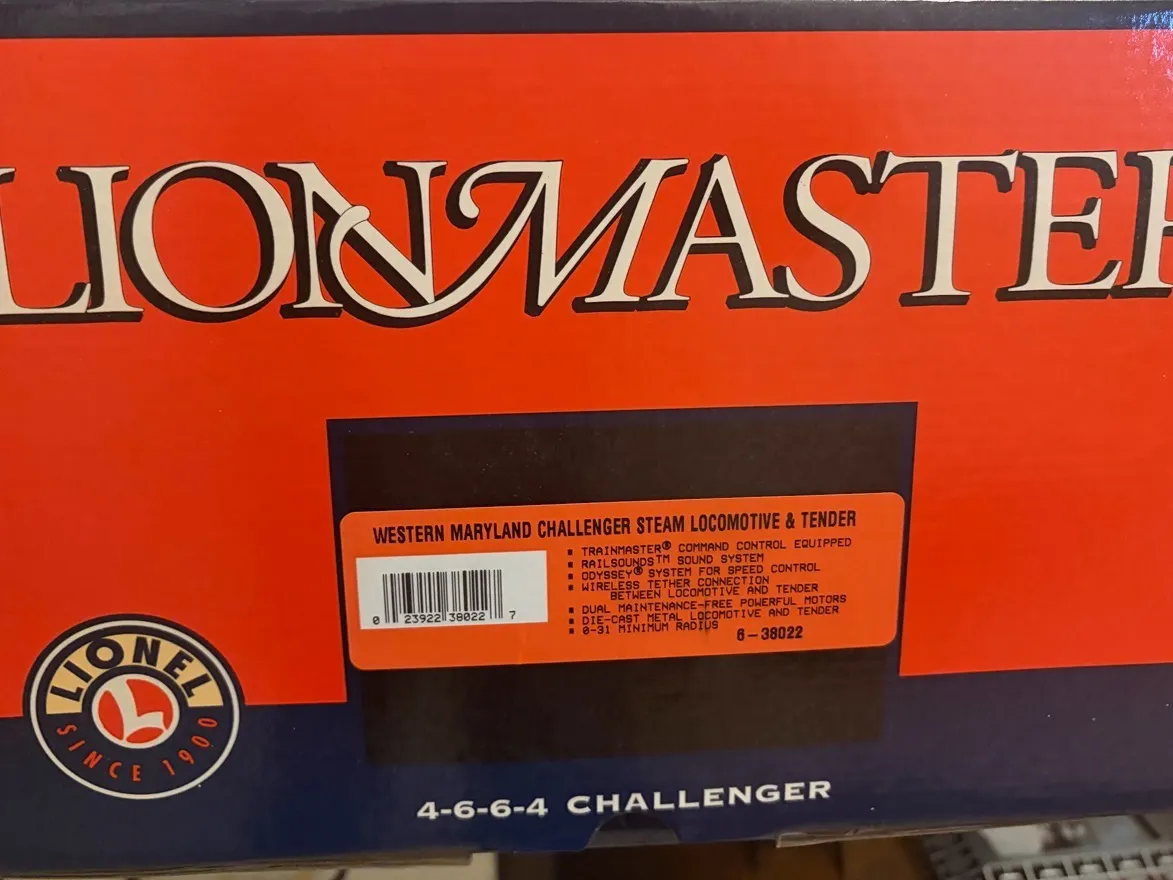 LIONMASTER
WESTERN MARYLAND CHALLENGER STEAM LOCOMOTIVE & TENDER
▪ TRAINMASTER® COMMAND CONTROL EQUIPPED
▪ RAILSOUNDS™ SOUND SYSTEM
▪ ODYSSEY® SYSTEM FOR SPEED CONTROL
▪ WIRELESS TETHER CONNECTION
BETWEEN LOCOMOTIVE AND TENDER
▪ DUAL MAINTENANCE-FREE POWERFUL MOTORS
▪ DIE-CAST METAL LOCOMOTIVE AND TENDER
▪ O-31 MINIMUM RADIUS
6-38022
0 23922 38022 7
LIONEL
L
SINCE 1900
4-6-6-4 CHALLENGER